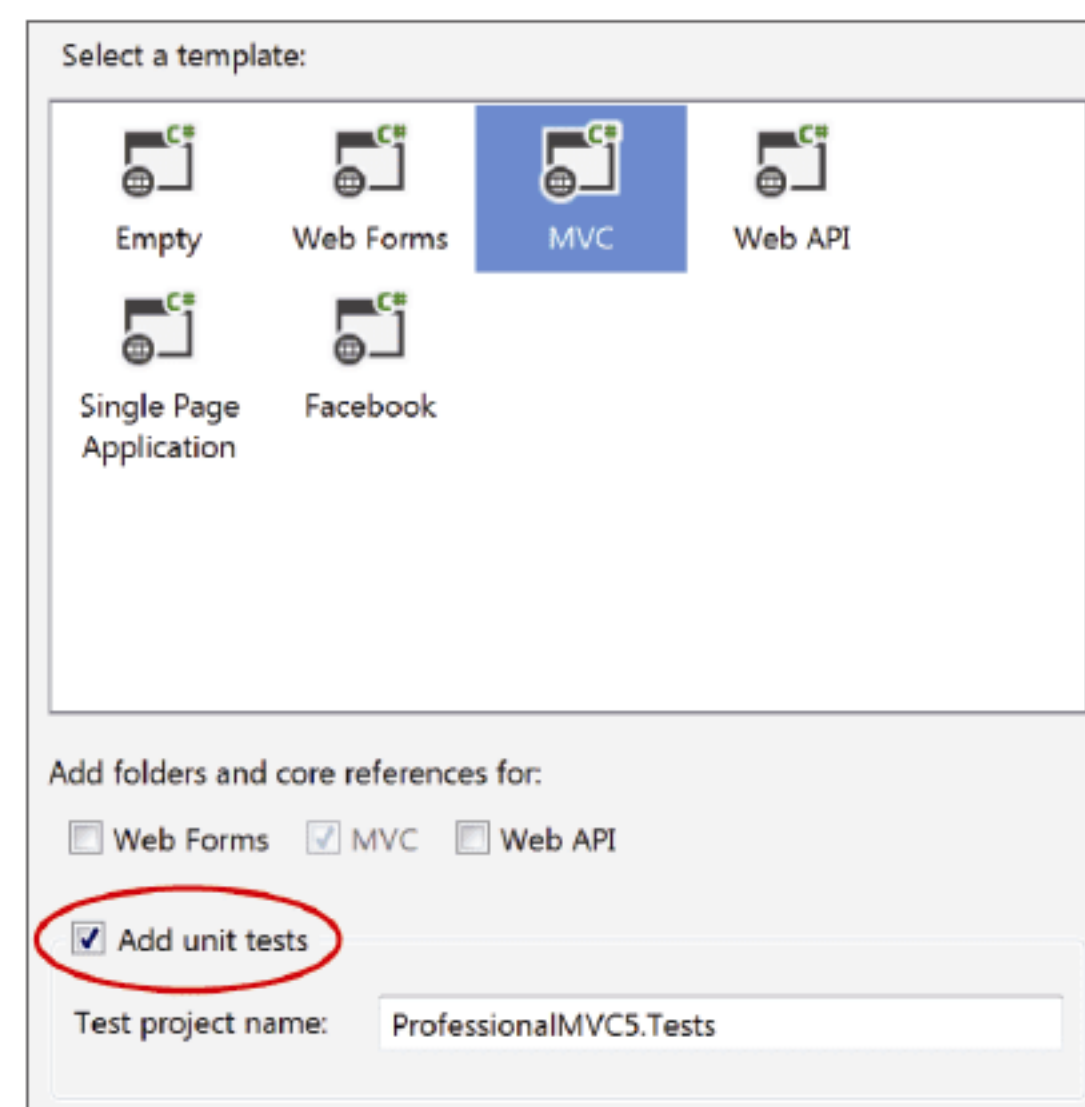 Select a template:
C# C# C# C#
Empty Web Forms MVC Web API
C# C#
Single Page Facebook
Application
Add folders and core references for:
Web Forms MVC Web API
Add unit tests
Test project name: ProfessionalMVC5.Tests